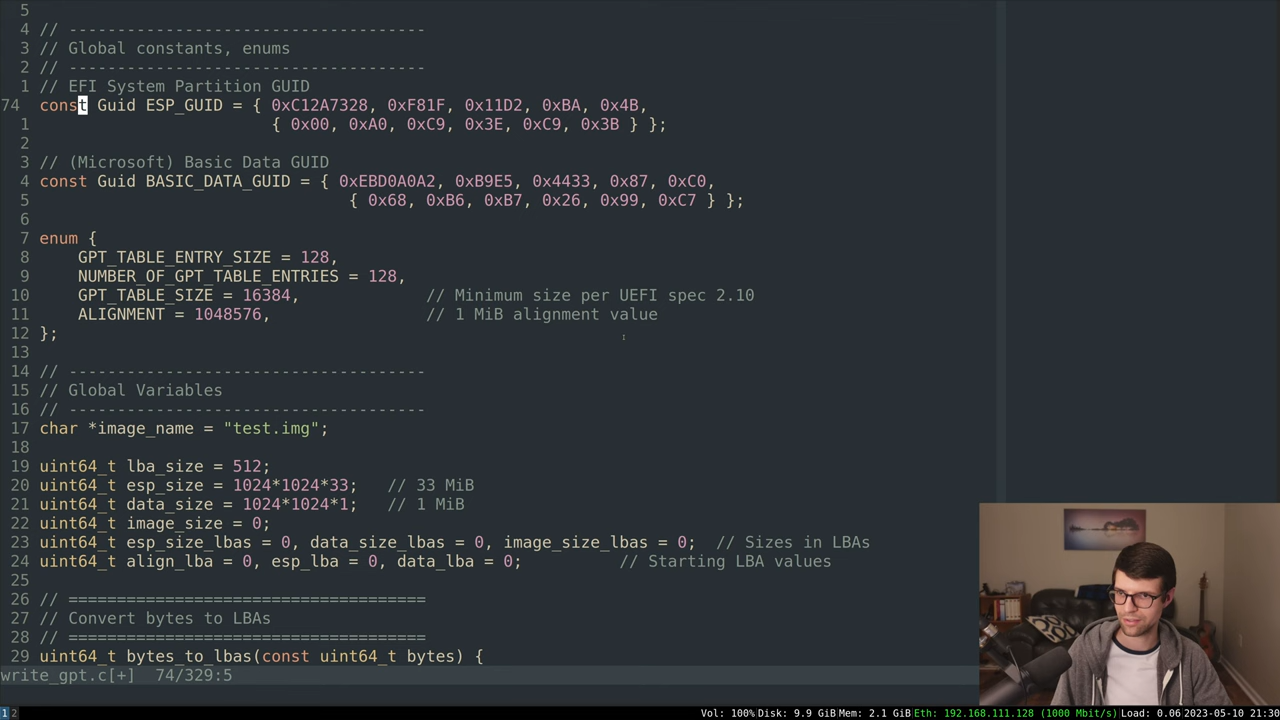 5
4 // -------------------------------------
3 // Global constants, enums
2 // -------------------------------------
1 // EFI System Partition GUID
74 const Guid ESP_GUID = { 0xC12A7328, 0xF81F, 0x11D2, 0xBA, 0x4B,
1 { 0x00, 0xA0, 0xC9, 0x3E, 0xC9, 0x3B } };
2
3 // (Microsoft) Basic Data GUID
4 const Guid BASIC_DATA_GUID = { 0xEBD0A0A2, 0xB9E5, 0x4433, 0x87, 0xC0,
5 { 0x68, 0xB6, 0xB7, 0x26, 0x99, 0xC7 } };
6
7 enum {
8 GPT_TABLE_ENTRY_SIZE = 128,
9 NUMBER_OF_GPT_TABLE_ENTRIES = 128,
10 GPT_TABLE_SIZE = 16384, // Minimum size per UEFI spec 2.10
11 ALIGNMENT = 1048576, // 1 MiB alignment value
12 };
13
14 // -------------------------------------
15 // Global Variables
16 // -------------------------------------
17 char *image_name = "test.img";
18
19 uint64_t lba_size = 512;
20 uint64_t esp_size = 1024*1024*33; // 33 MiB
21 uint64_t data_size = 1024*1024*1; // 1 MiB
22 uint64_t image_size = 0;
23 uint64_t esp_size_lbas = 0, data_size_lbas = 0, image_size_lbas = 0; // Sizes in LBAs
24 uint64_t align_lba = 0, esp_lba = 0, data_lba = 0; // Starting LBA values
25
26 // =====================================
27 // Convert bytes to LBAs
28 // =====================================
29 uint64_t bytes_to_lbas(const uint64_t bytes) {
write_gpt.c[+] 74/329:5
1 2 Vol: 100% Disk: 9.9 GiB Mem: 2.1 GiB Eth: 192.168.111.128 (1000 Mbit/s) Load: 0.06 2023-05-10 21:30